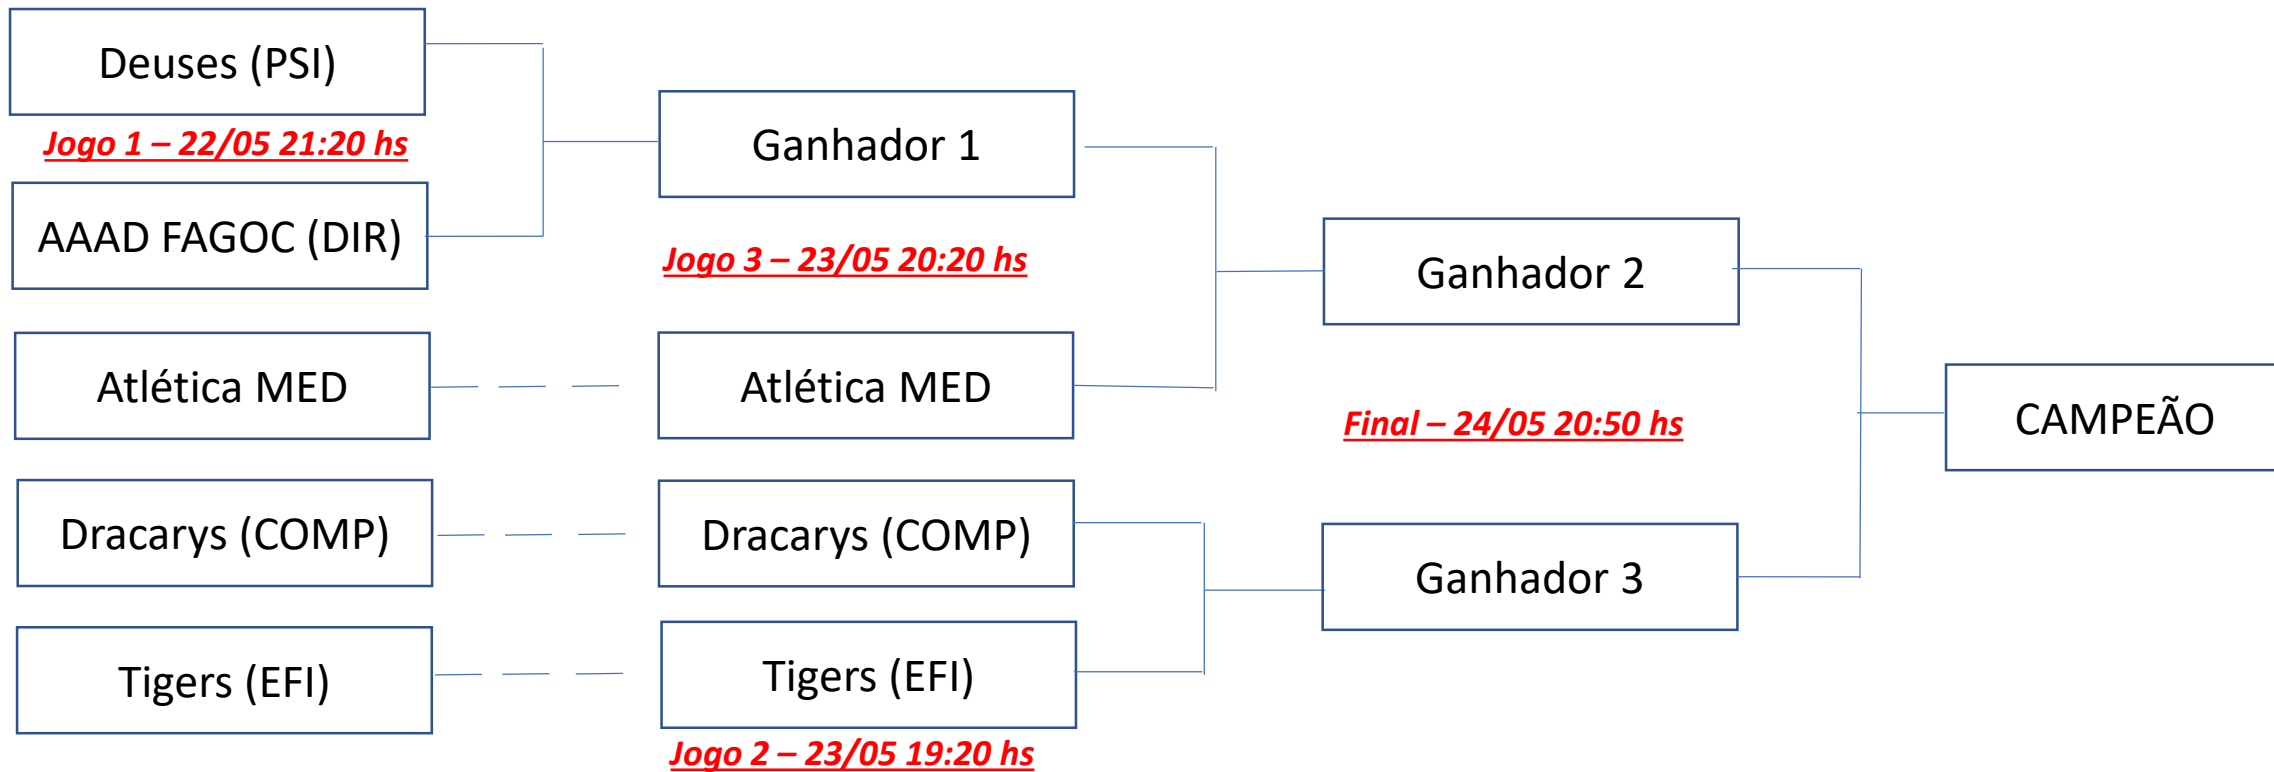 Deuses (PSI)
Jogo 1 – 22/05 21:20 hs
AAAD FAGOC (DIR)
Atlética MED
Dracarys (COMP)
Tigers (EFI)
Ganhador 1
Jogo 3 – 23/05 20:20 hs
Atlética MED
Dracarys (COMP)
Tigers (EFI)
Jogo 2 – 23/05 19:20 hs
Ganhador 2
Final – 24/05 20:50 hs
Ganhador 3
CAMPEÃO